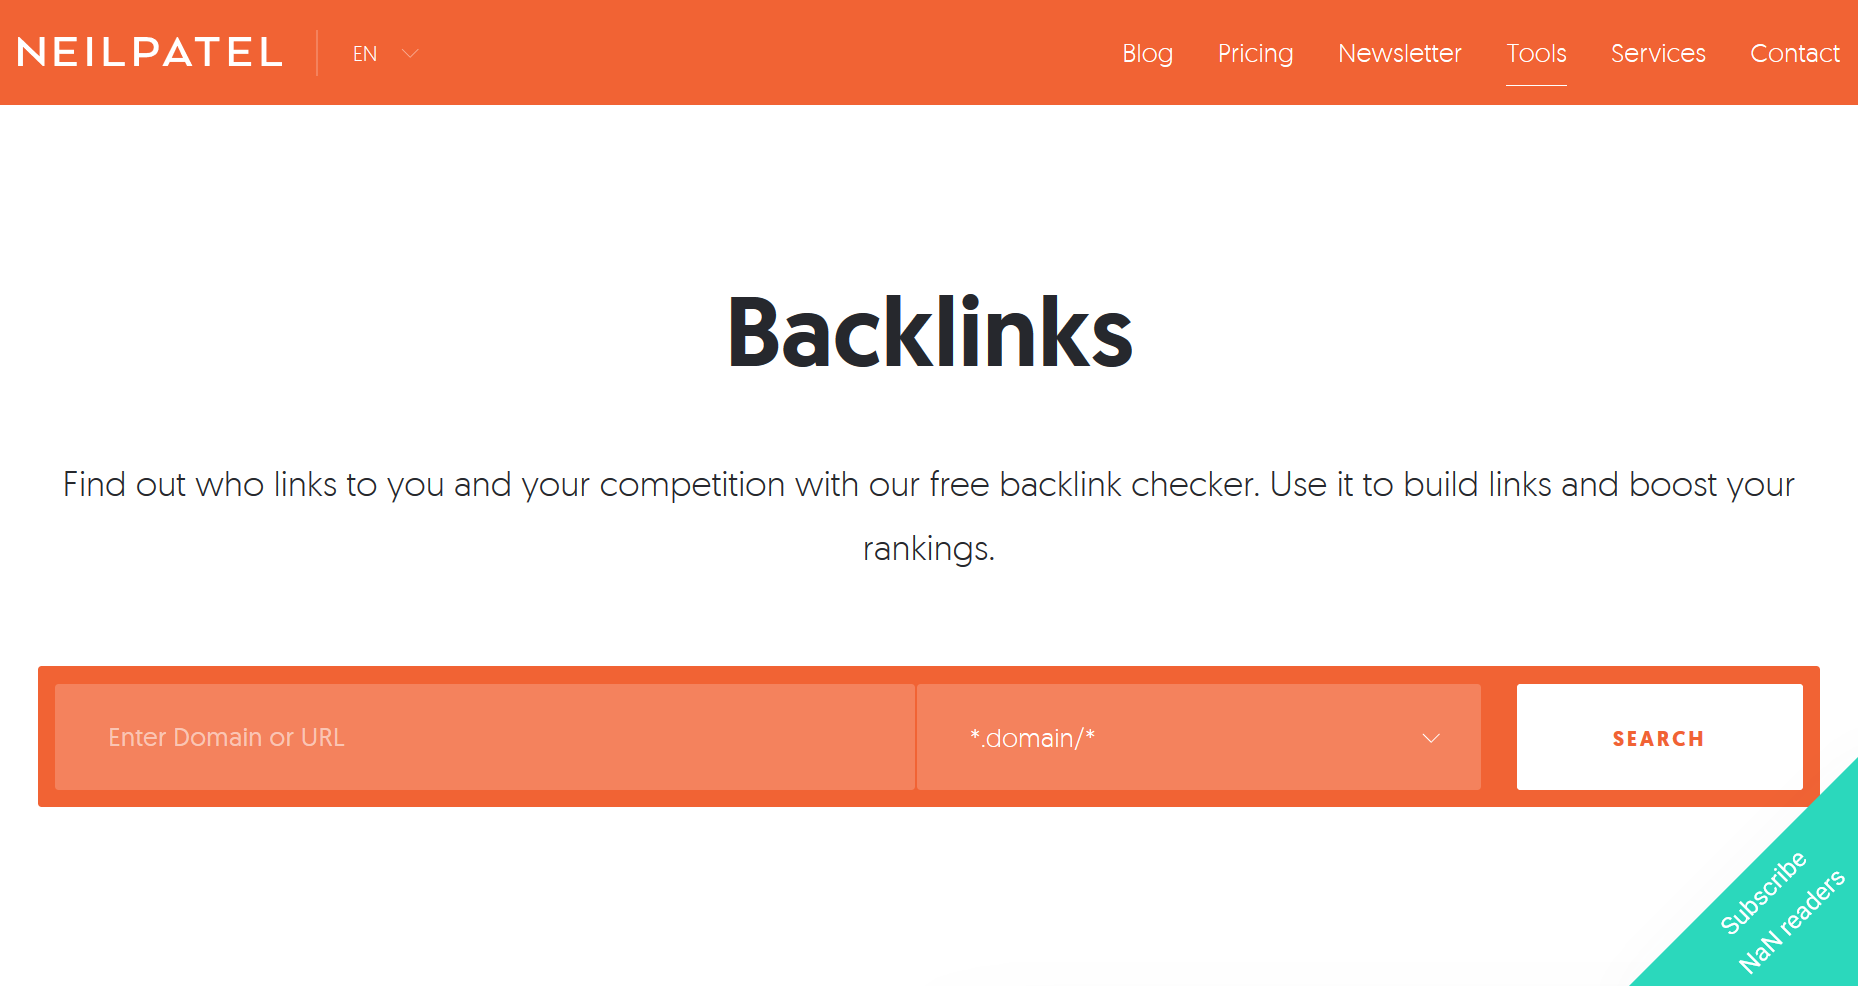 NEILPATEL
EN
Blog Pricing Newsletter Tools Services Contact
Backlinks
Find out who links to you and your competition with our free backlink checker. Use it to build links and boost your
rankings.
Enter Domain or URL
*.domain/*
SEARCH
Subscribe
NaN readers